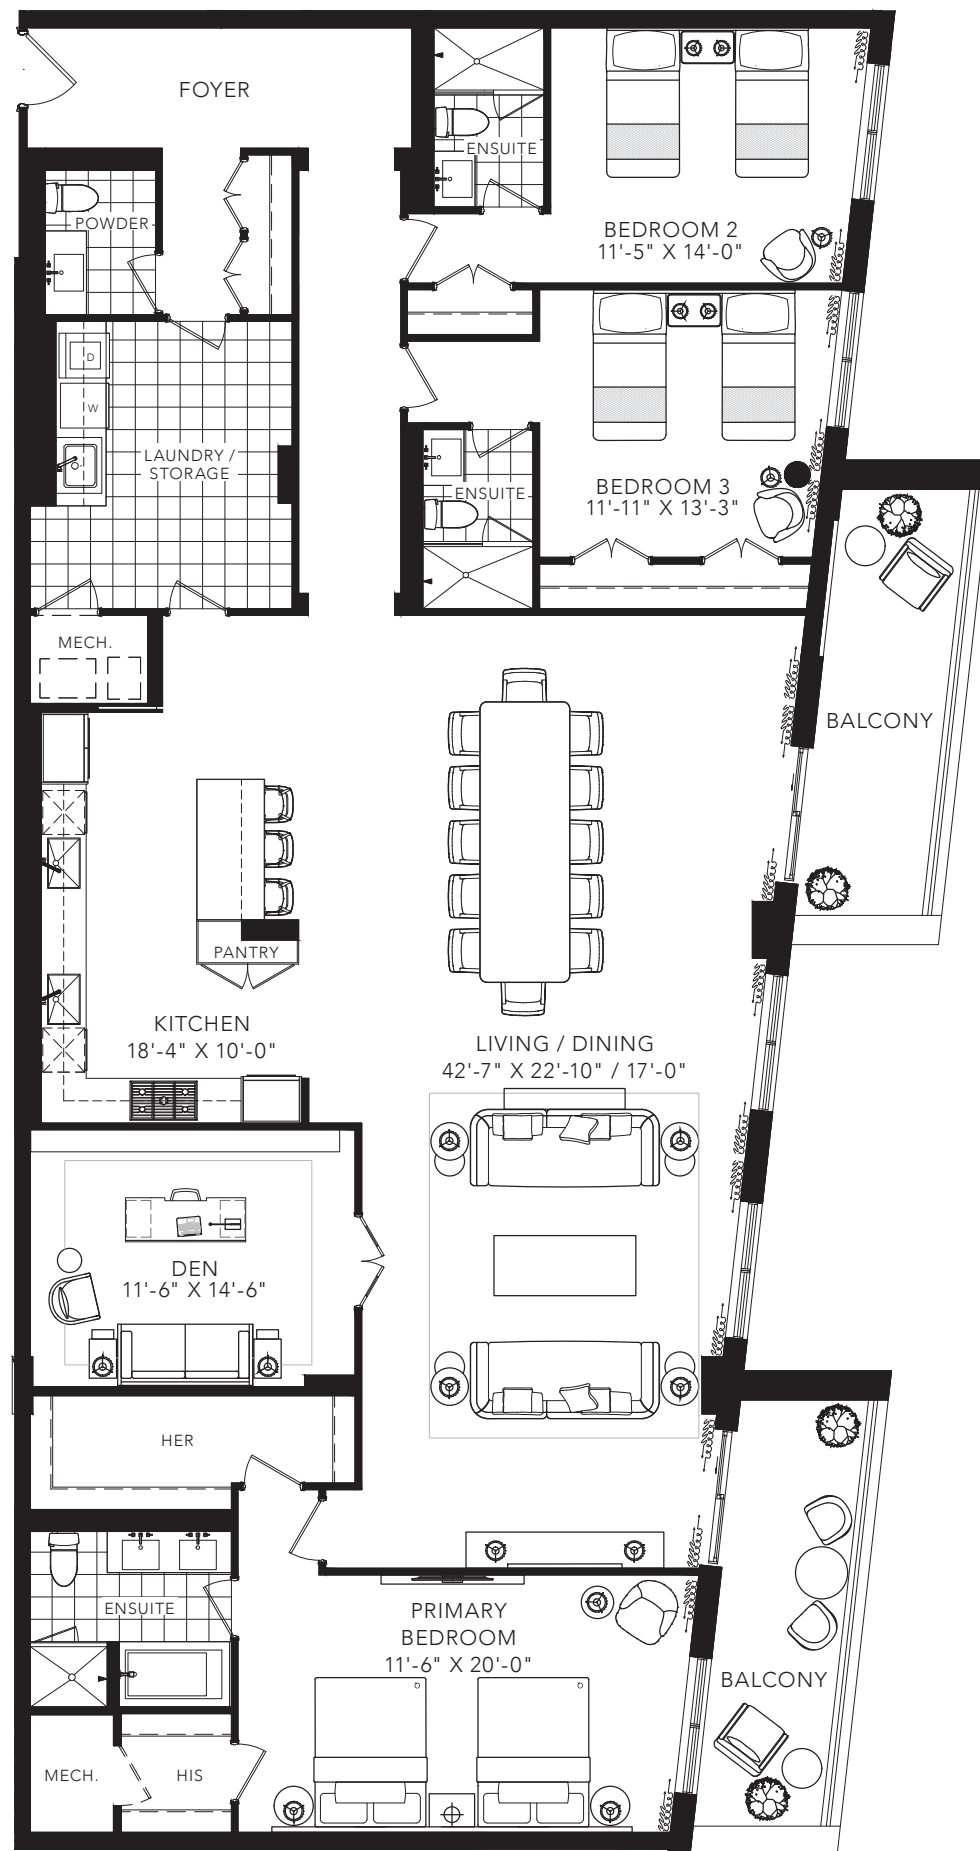 FOYER
ENSUITE
POWDER
BEDROOM 2
11'-5" X 14'-0"
D
W
LAUNDRY /
STORAGE
ENSUITE
BEDROOM 3
11'-11" X 13'-3"
MECH.
BALCONY
PANTRY
KITCHEN
18'-4" X 10'-0"
LIVING / DINING
42'-7" X 22'-10" / 17'-0"
DEN
11'-6" X 14'-6"
HER
ENSUITE
PRIMARY
BEDROOM
11'-6" X 20'-0"
BALCONY
MECH.
HIS